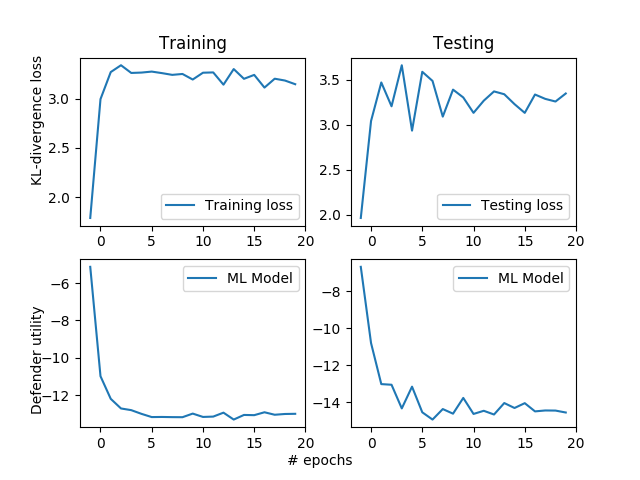 Training
Testing
KL-divergence loss
3.0
2.5
2.0
Training loss
0 5 10 15 20
3.5
3.0
2.5
2.0
Testing loss
0 5 10 15 20
Defender utility
−6
−8
−10
−12
ML Model
0 5 10 15 20
−8
−10
−12
−14
ML Model
0 5 10 15 20
# epochs